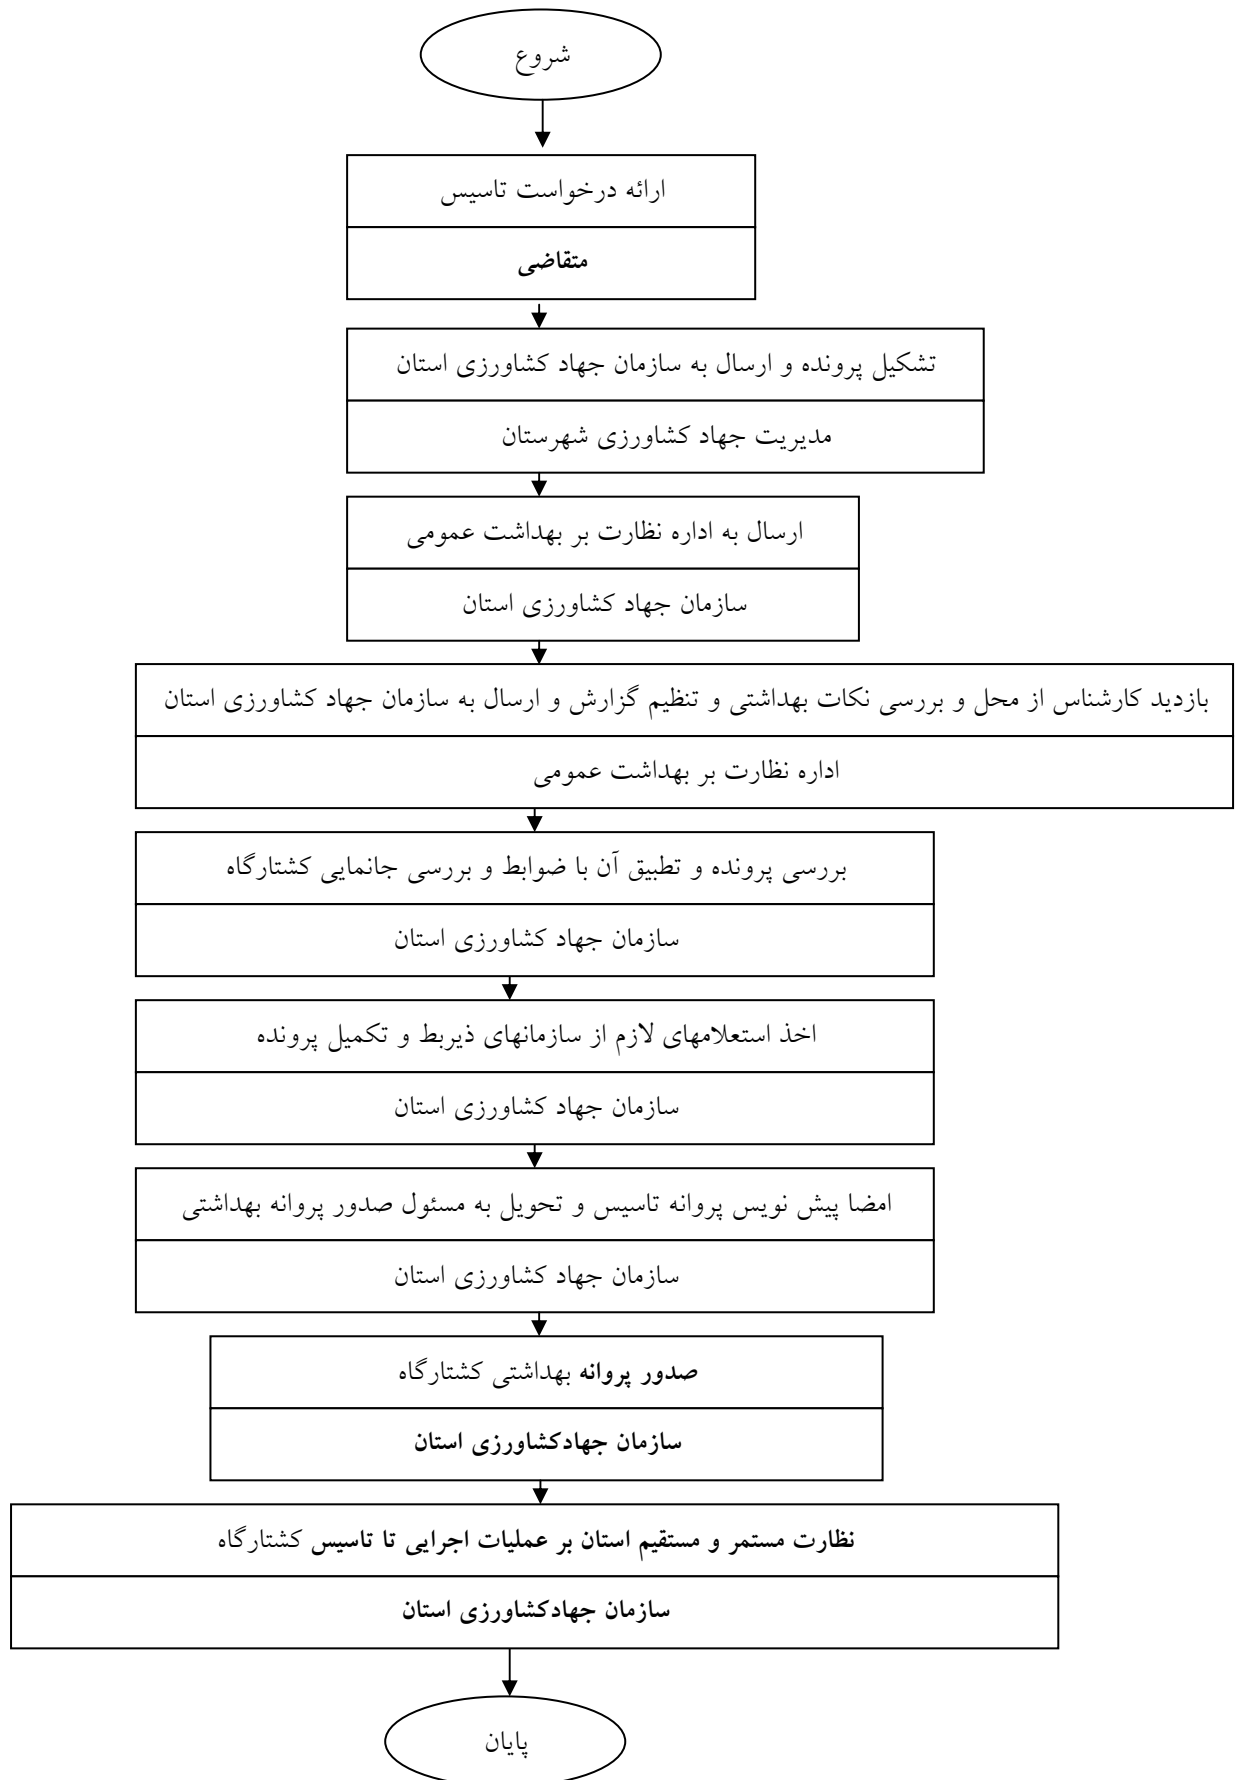 شروع
ارائه درخواست تاسیس
متقاضی
تشکیل پرونده و ارسال به سازمان جهاد کشاورزی استان
مدیریت جهاد کشاورزی شهرستان
ارسال به اداره نظارت بر بهداشت عمومی
سازمان جهاد کشاورزی استان
بازدید کارشناس از محل و بررسی نکات بهداشتی و تنظیم گزارش و ارسال به سازمان جهاد کشاورزی استان
اداره نظارت بر بهداشت عمومی
بررسی پرونده و تطبیق آن با ضوابط و بررسی جانمایی کشتارگاه
سازمان جهاد کشاورزی استان
اخذ استعلامهای لازم از سازمانهای ذیربط و تکمیل پرونده
سازمان جهاد کشاورزی استان
امضا پیش نویس پروانه تاسیس و تحویل به مسئول صدور پروانه بهداشتی
سازمان جهاد کشاورزی استان
صدور پروانه بهداشتی کشتارگاه
سازمان جهادکشاورزی استان
نظارت مستمر و مستقیم استان بر عملیات اجرایی تا تاسیس کشتارگاه
سازمان جهادکشاورزی استان
پایان